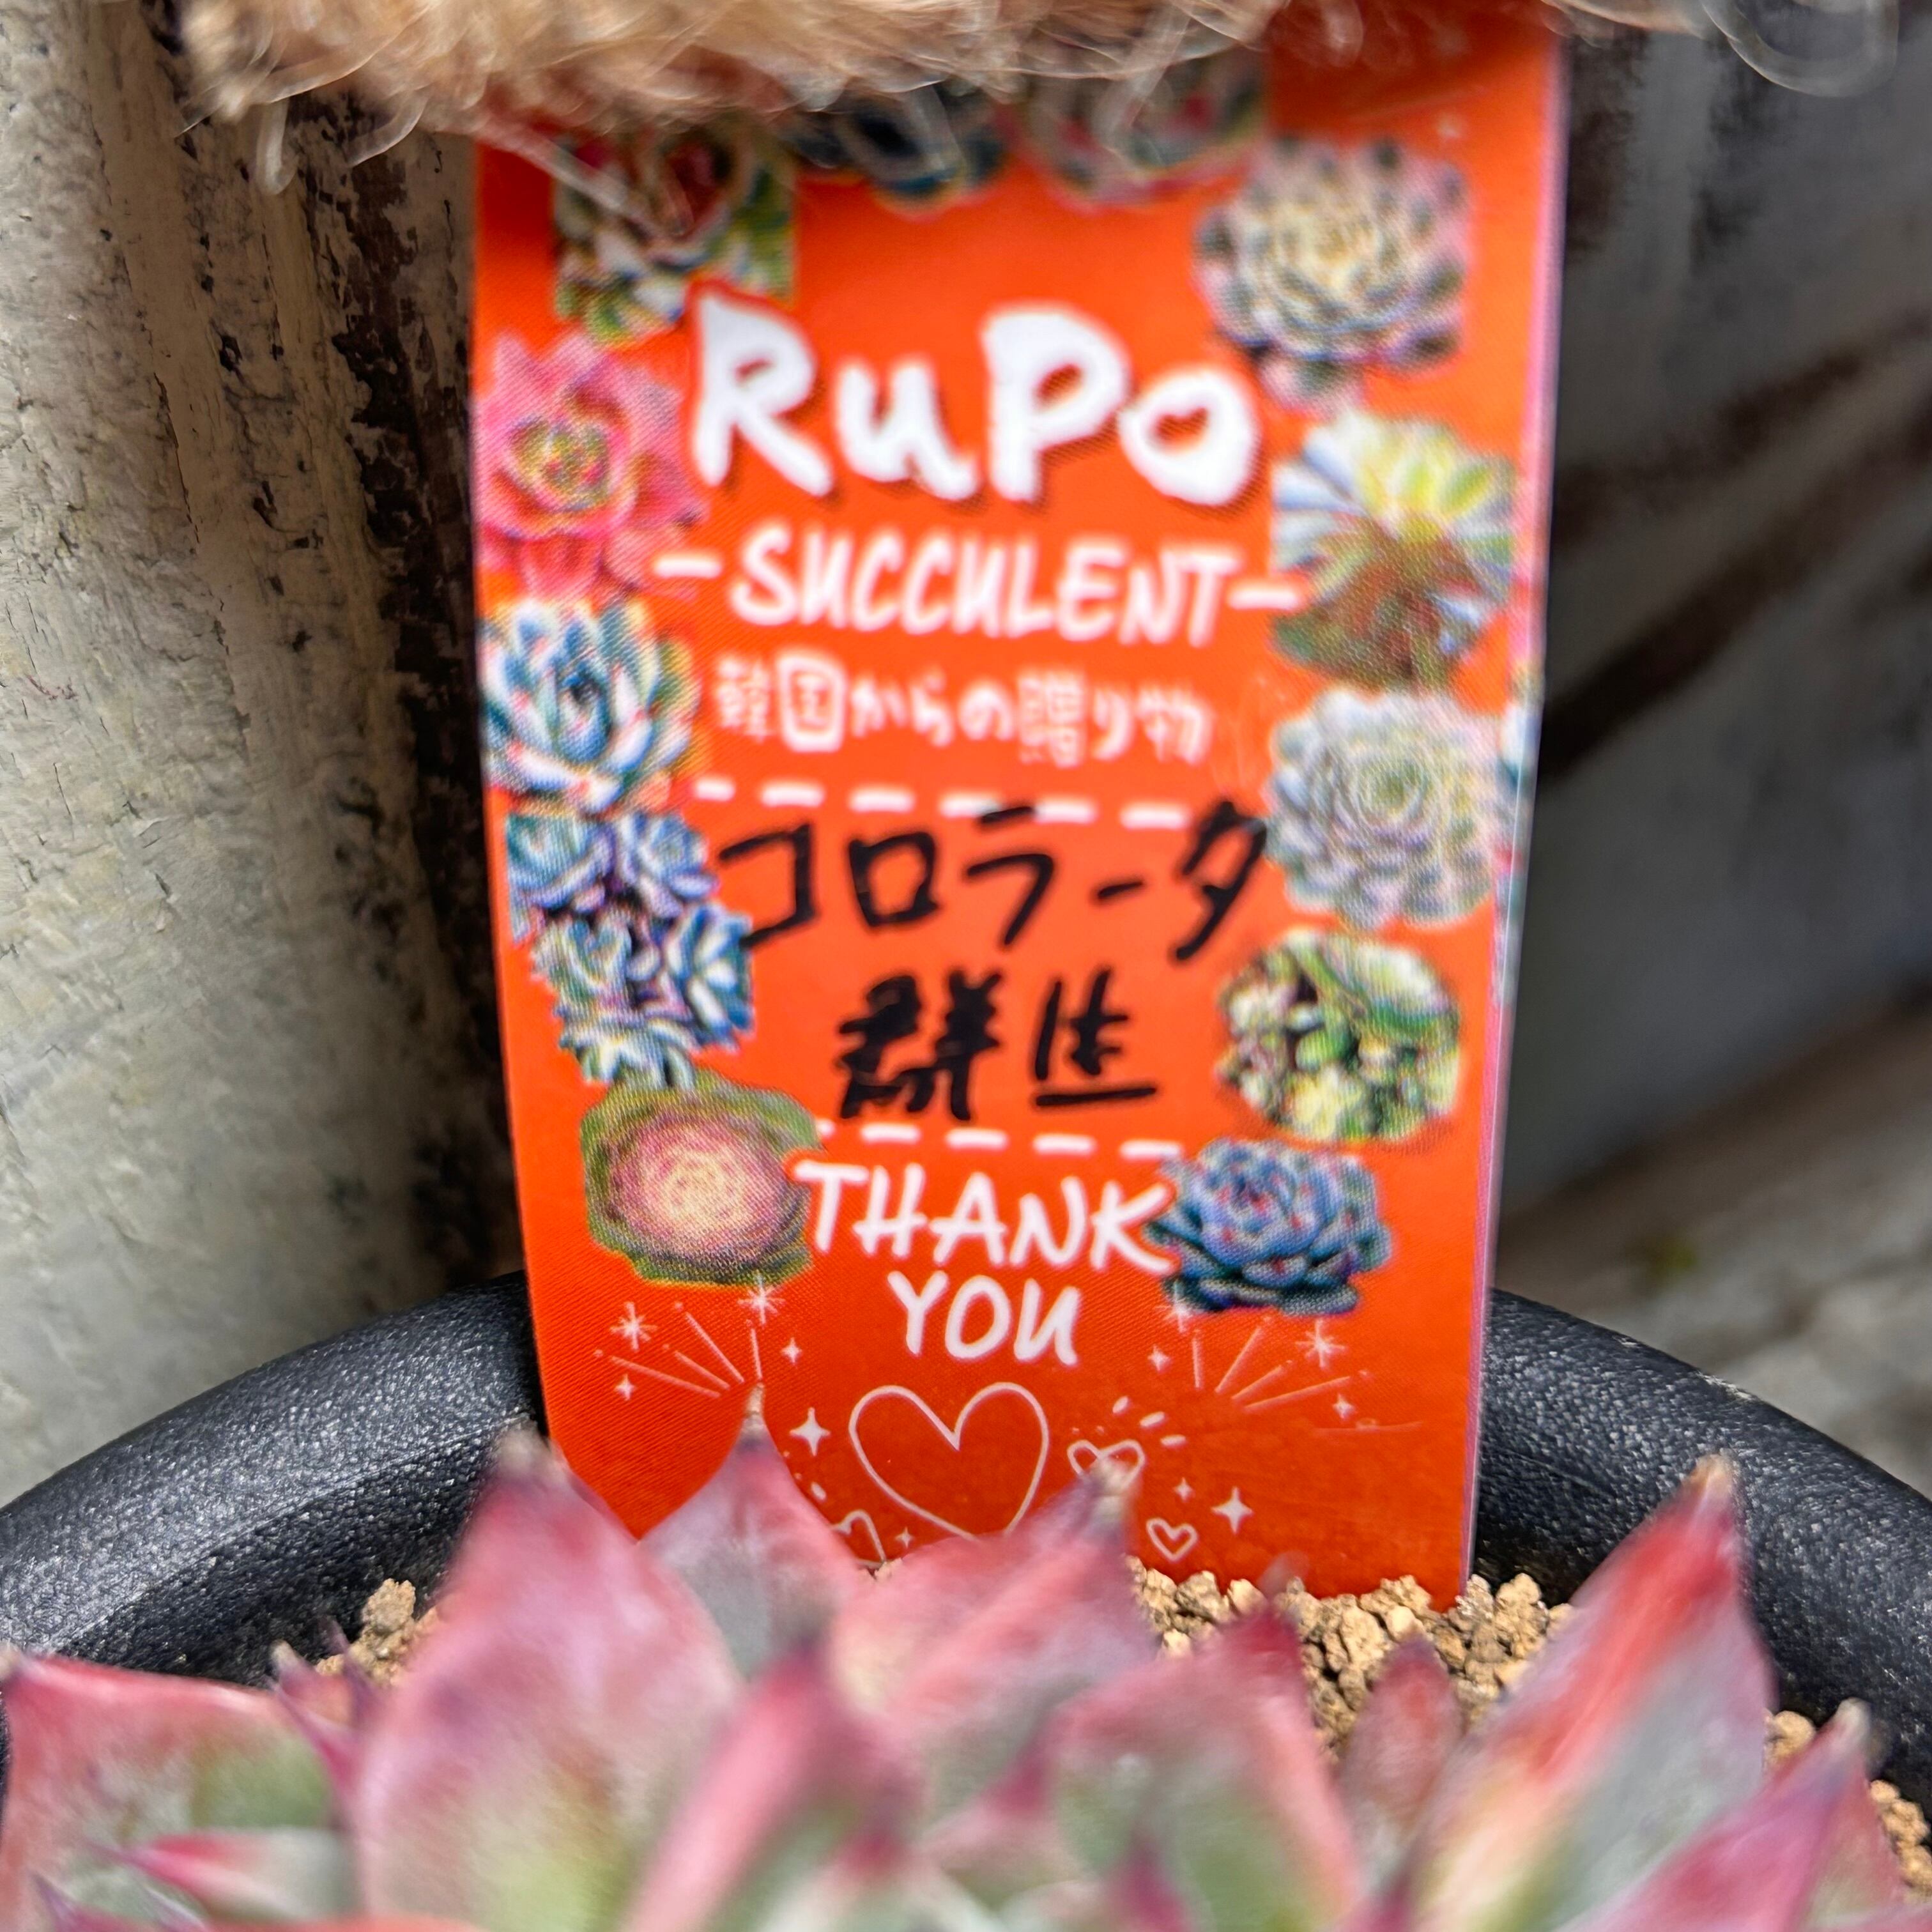 RuPo
-SUCCULENT-
韓国からの贈り物
コロラータ
群生
THANK
YOU